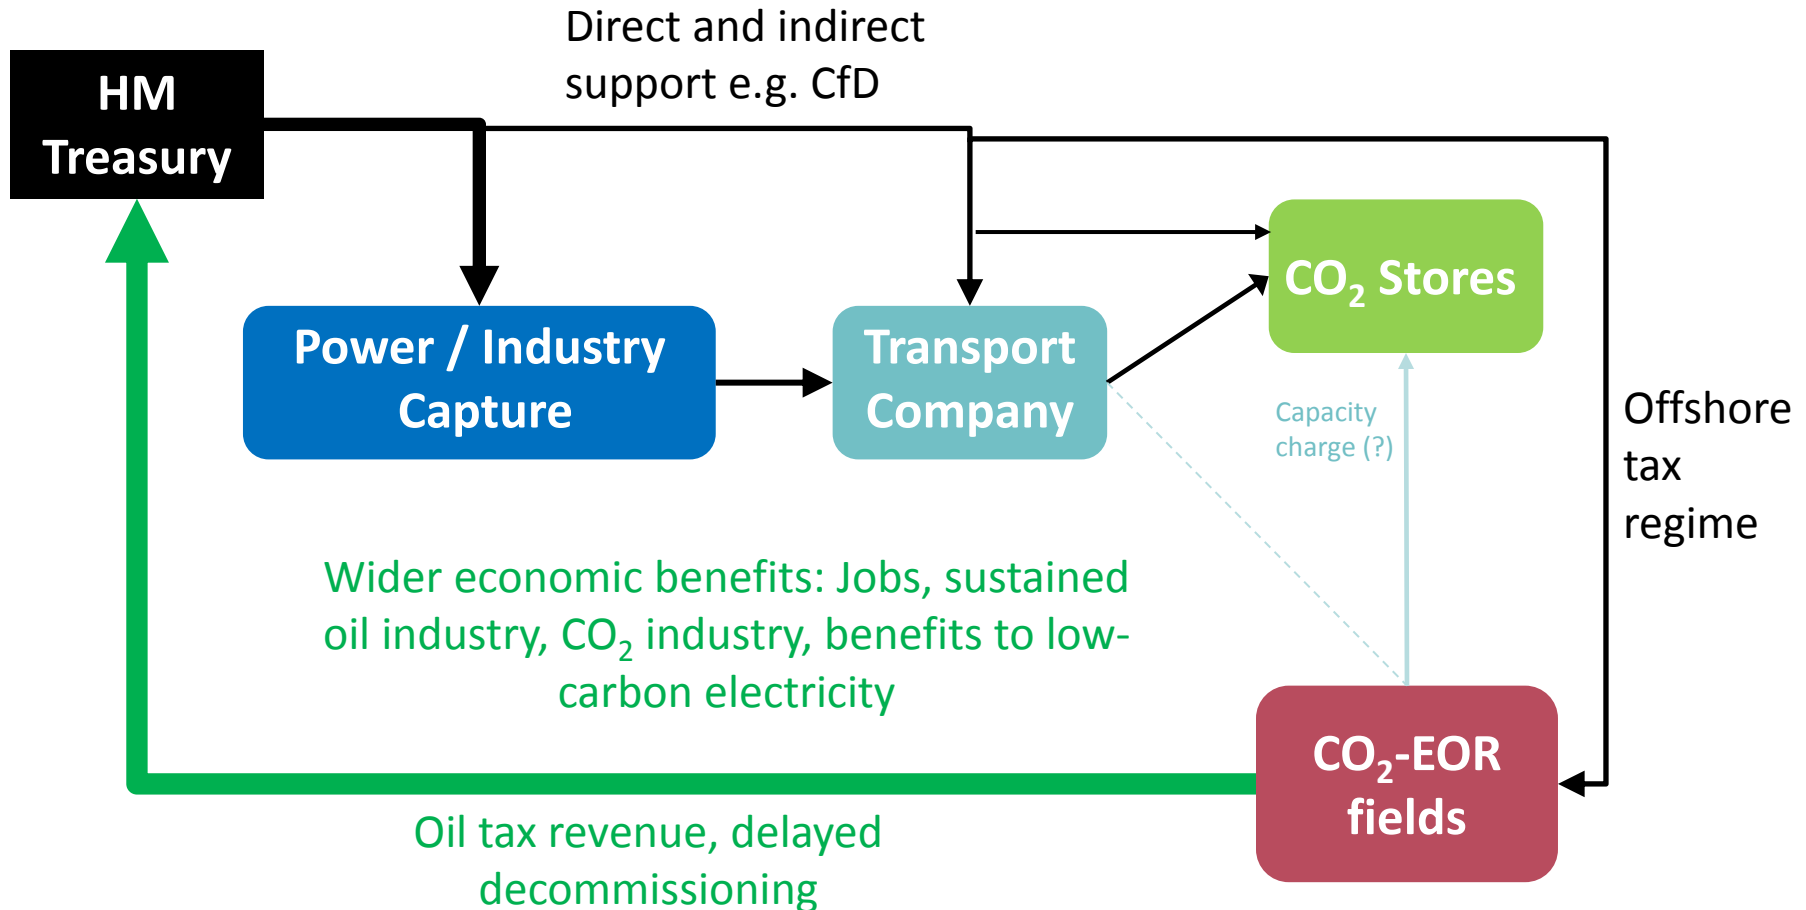 Direct and indirect
support e.g. CfD
HM
Treasury
CO₂ Stores
Power / Industry
Capture
Transport
Company
Capacity
charge (?)
Offshore
tax
regime
Wider economic benefits: Jobs, sustained
oil industry, CO₂ industry, benefits to low-
carbon electricity
CO₂-EOR
fields
Oil tax revenue, delayed
decommissioning